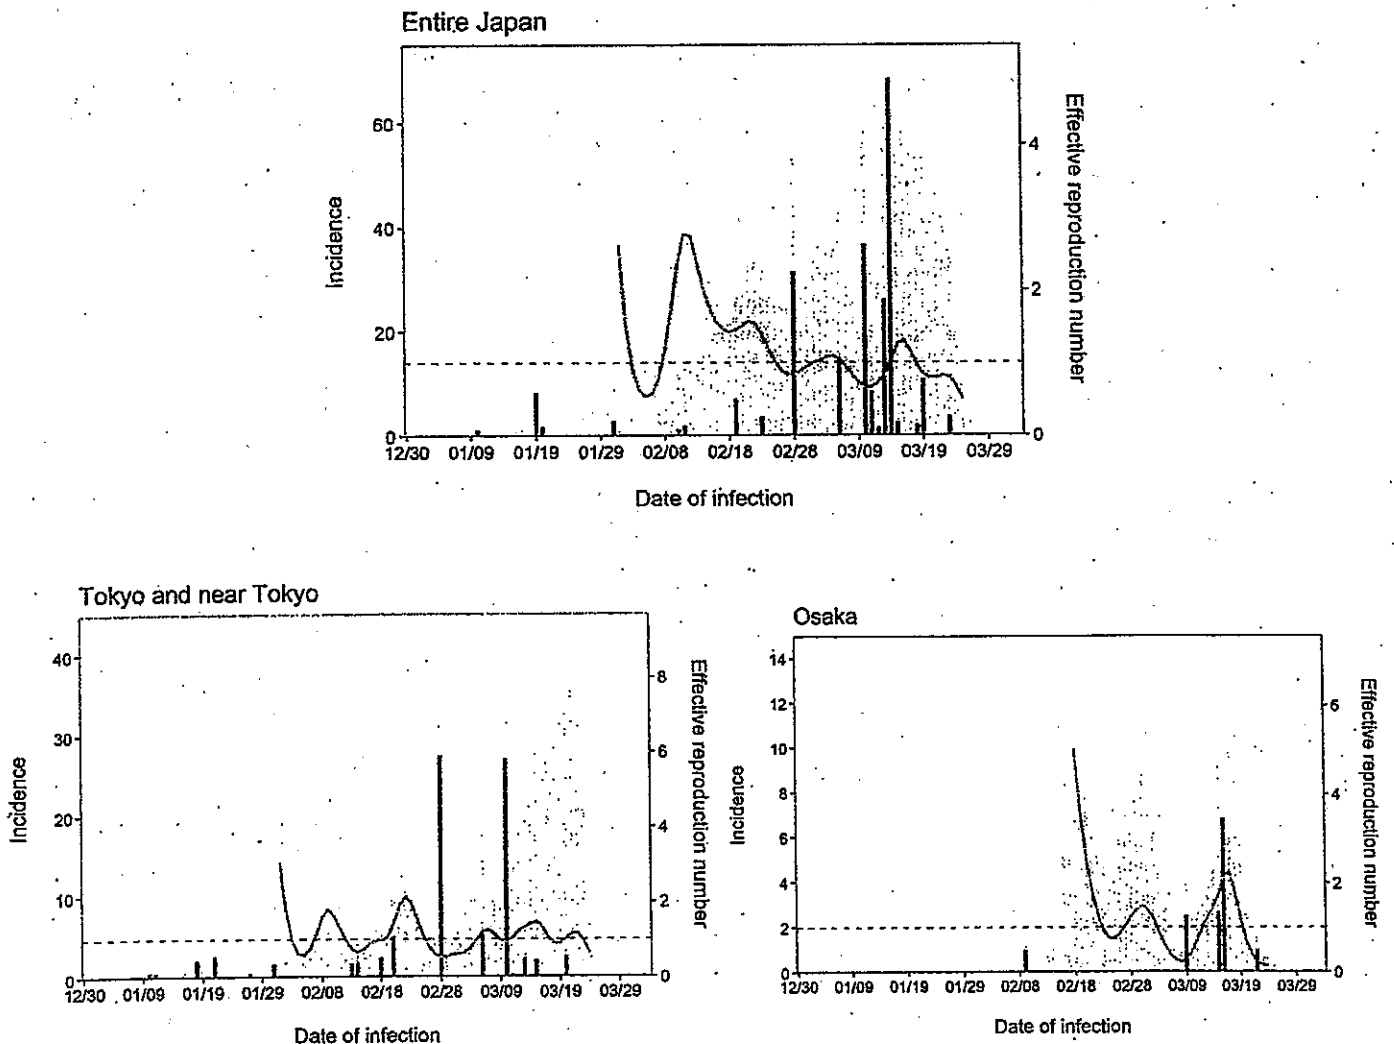 Entire Japan
60
40
20
0
4
2
0
Incidence
Effective reproduction number
12/30 01/09 01/19 01/29 02/08 02/18 02/28 03/09 03/19 03/29
Date of infection
Tokyo and near Tokyo
40
30
20
10
0
8
6
4
2
0
Incidence
Effective reproduction number
12/30 01/09 01/19 01/29 02/08 02/18 02/28 03/09 03/19 03/29
Date of infection
Osaka
14
12
10
8
6
4
2
0
6
4
2
0
Incidence
Effective reproduction number
12/30 01/09 01/19 01/29 02/08 02/18 02/28 03/09 03/19 03/29
Date of infection